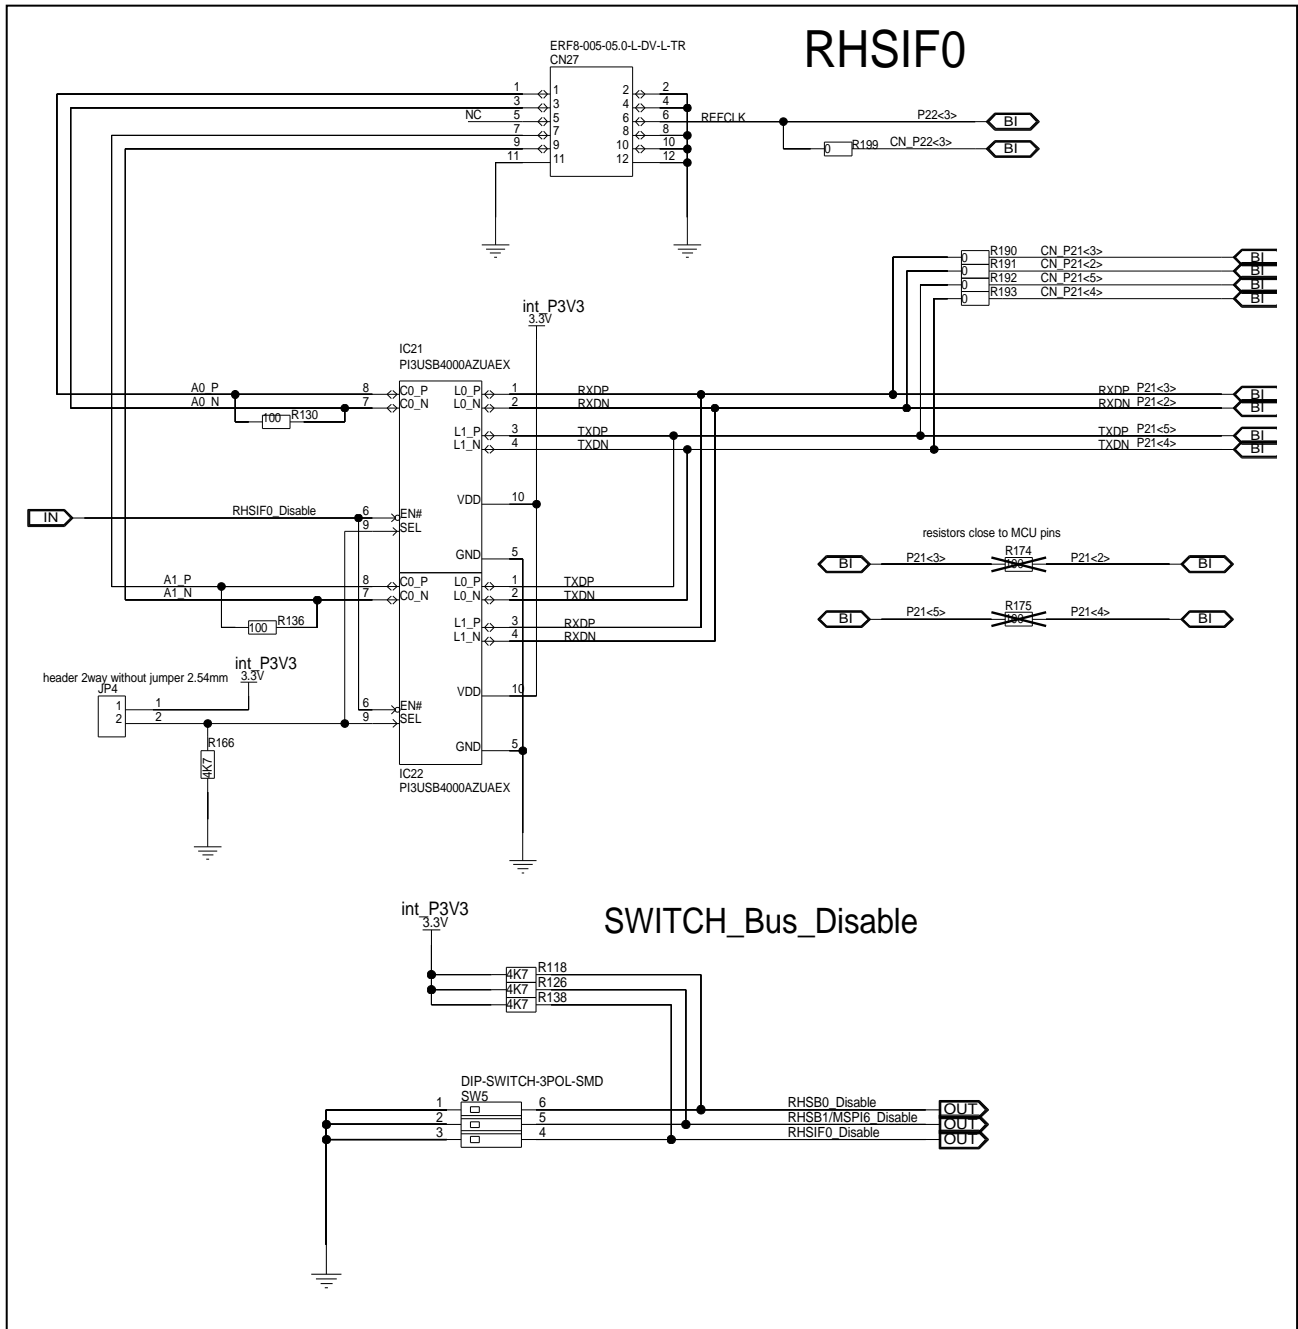 RHSIF0
ERF8-005-05.0-L-DV-L-TR
CN27
1 1 2 2
3 3 4 4
NC 5 5 6 6 REFCLK P22<3> BI
7 7 8 8
9 9 10 10 0 R199 CN_P22<3> BI
11 11 12 12
0 R190 CN_P21<3> BI
0 R191 CN_P21<2> BI
0 R192 CN_P21<5> BI
0 R193 CN_P21<4> BI
int_P3V3
3.3V
IC21
PI3USB4000AZUAEX
A0_P 8 C0_P L0_P 1 RXDP RXDP P21<3> BI
A0_N 7 C0_N L0_N 2 RXDN RXDN P21<2> BI
100 R130
L1_P 3 TXDP TXDP P21<5> BI
L1_N 4 TXDN TXDN P21<4> BI
VDD 10
IN RHSIF0_Disable 6 EN#
9 SEL
GND 5
resistors close to MCU pins
BI P21<3> R174 100 P21<2> BI
A1_P 8 C0_P L0_P 1 TXDP
A1_N 7 C0_N L0_N 2 TXDN
BI P21<5> R175 100 P21<4> BI
100 R136
L1_P 3 RXDP
L1_N 4 RXDN
int_P3V3
3.3V
header 2way without jumper 2.54mm
JP4
VDD 10
1 1
2 2
6 EN#
9 SEL
R166
4K7
GND 5
IC22
PI3USB4000AZUAEX
int_P3V3
3.3V
SWITCH_Bus_Disable
4K7 R118
4K7 R126
4K7 R138
DIP-SWITCH-3POL-SMD
SW5
1 6 RHSB0_Disable OUT
2 5 RHSB1/MSPI6_Disable OUT
3 4 RHSIF0_Disable OUT